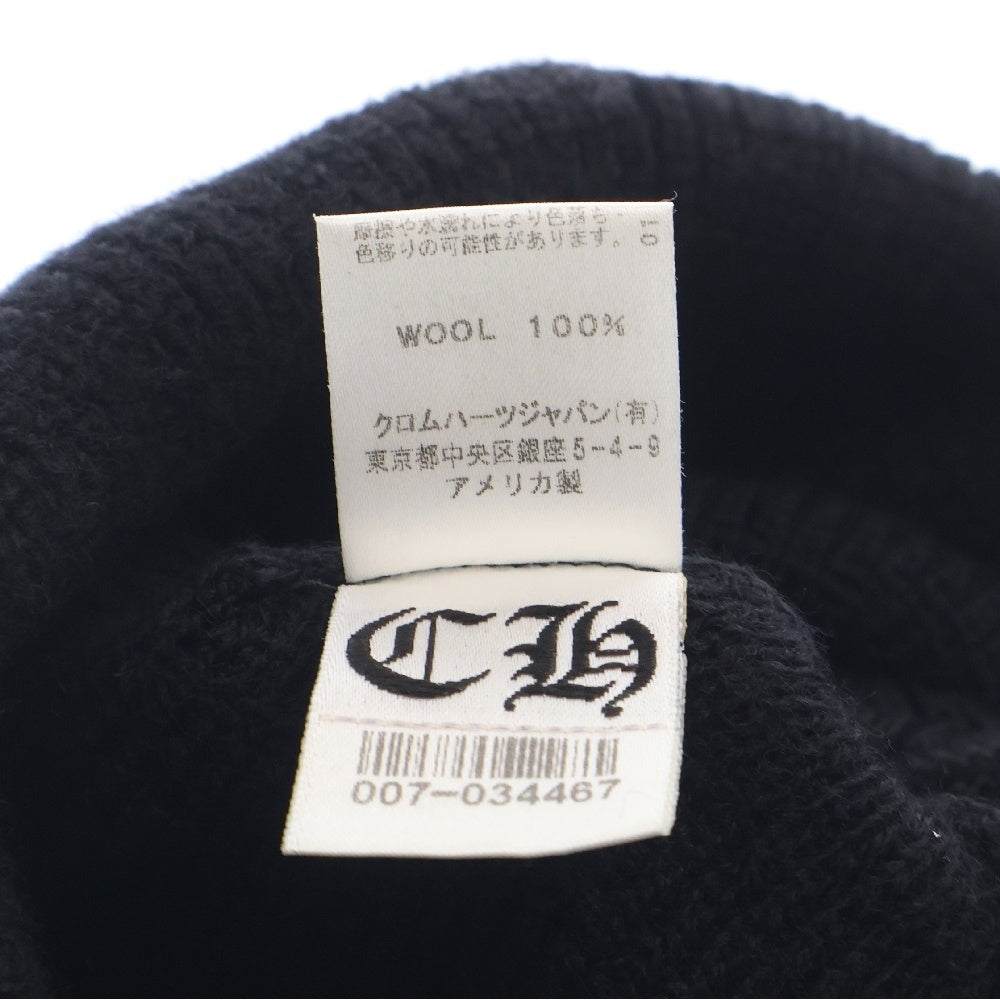 摩擦や水濡れにより色落ち
色移りの可能性があります。
01
WOOL 100%
クロムハーツジャパン(有)
東京都中央区銀座5-4-9
アメリカ製
CH
007-034467